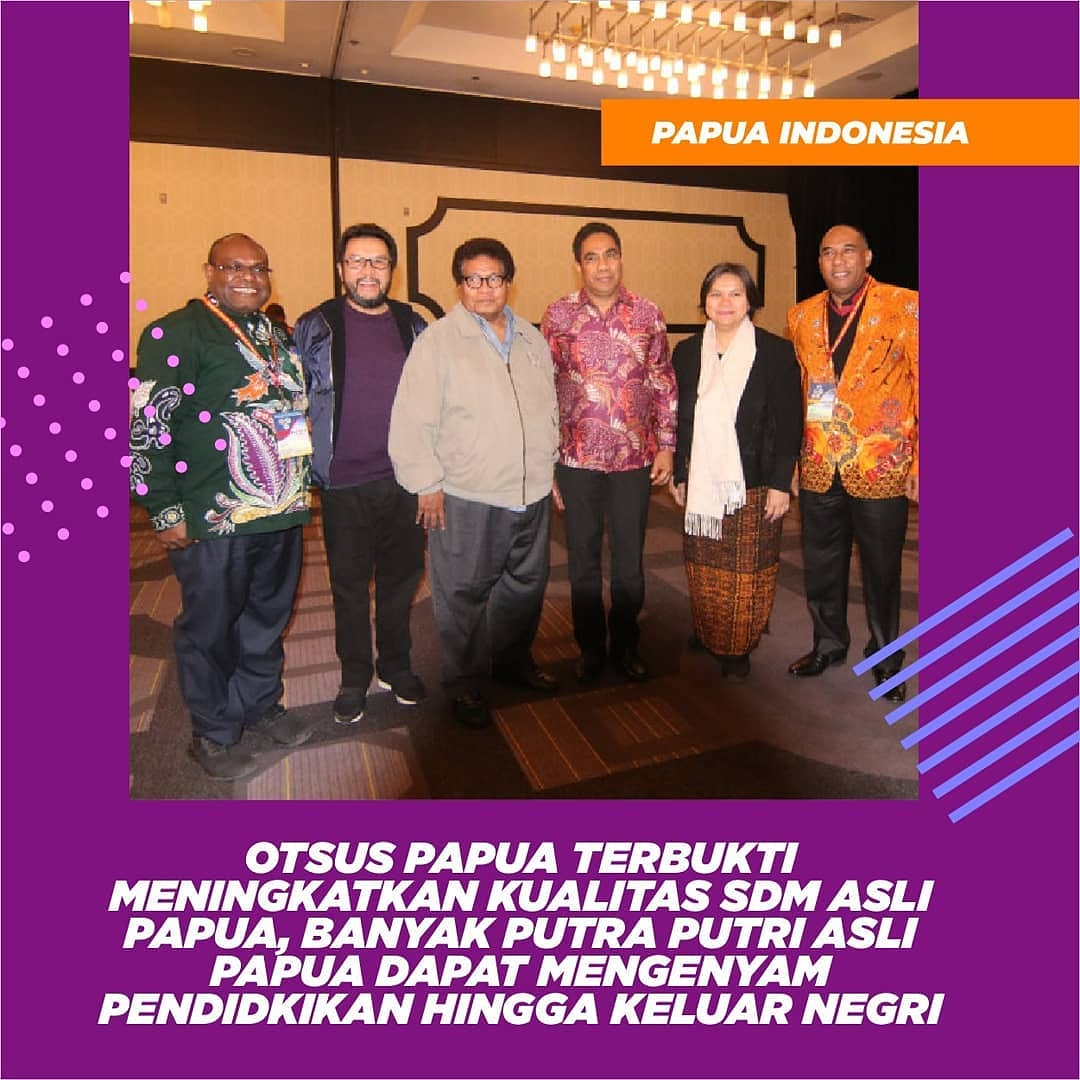 PAPUA INDONESIA
OTSUS PAPUA TERBUKTI
MENINGKATKAN KUALITAS SDM ASLI
PAPUA, BANYAK PUTRA PUTRI ASLI
PAPUA DAPAT MENGENYAM
PENDIDKIKAN HINGGA KELUAR NEGRI